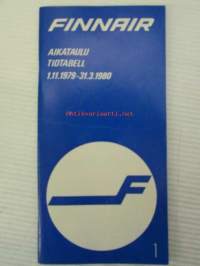 FINNAIR
AIKATAULU
TIDTABELL
1.11.1979-31.3.1980
F
1